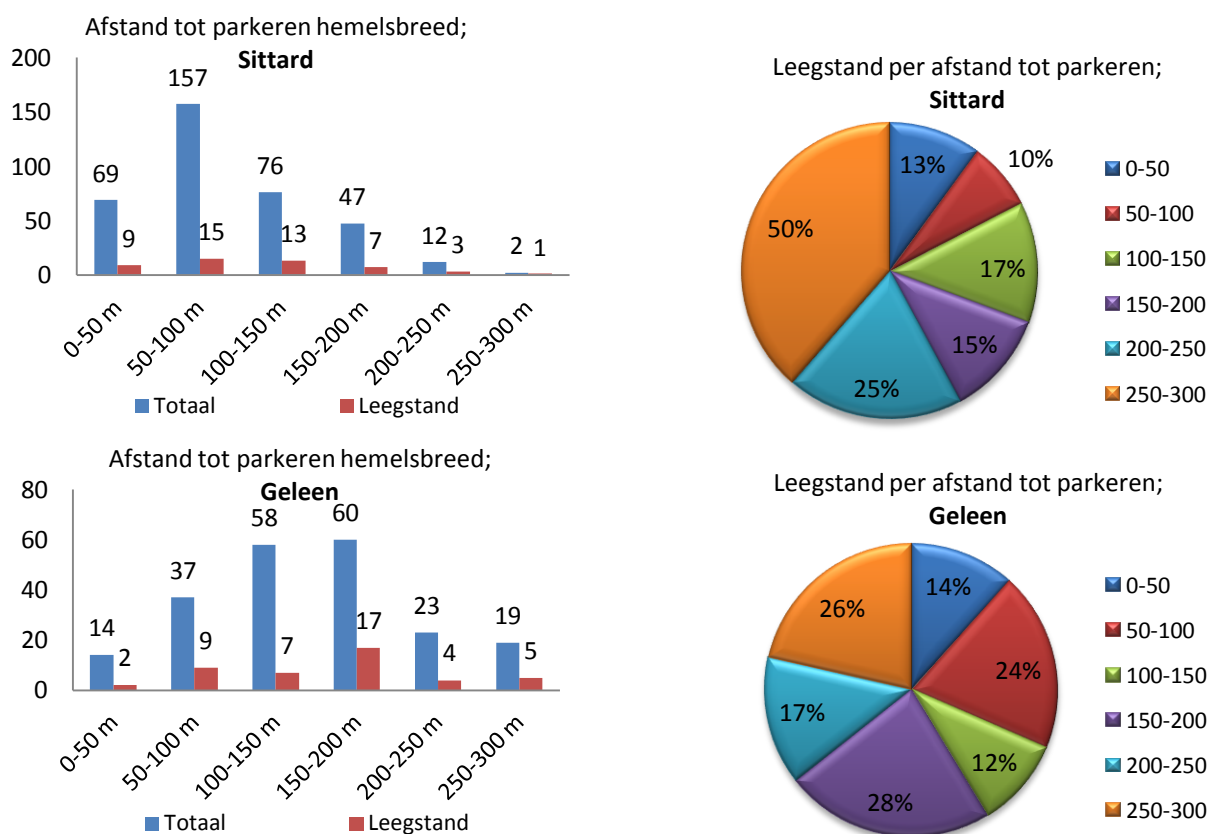 Afstand tot parkeren hemelsbreed;
Sittard
200
150
100
50
0
69
9
157
15
76
13
47
7
12
3
2
1
0-50 m
50-100 m
100-150 m
150-200 m
200-250 m
250-300 m
Totaal
Leegstand
Leegstand per afstand tot parkeren;
Sittard
13%
10%
17%
15%
25%
50%
0-50
50-100
100-150
150-200
200-250
250-300
Afstand tot parkeren hemelsbreed;
Geleen
80
60
40
20
0
14
2
37
9
58
7
60
17
23
4
19
5
0-50 m
50-100 m
100-150 m
150-200 m
200-250 m
250-300 m
Totaal
Leegstand
Leegstand per afstand tot parkeren;
Geleen
14%
24%
12%
28%
17%
26%
0-50
50-100
100-150
150-200
200-250
250-300